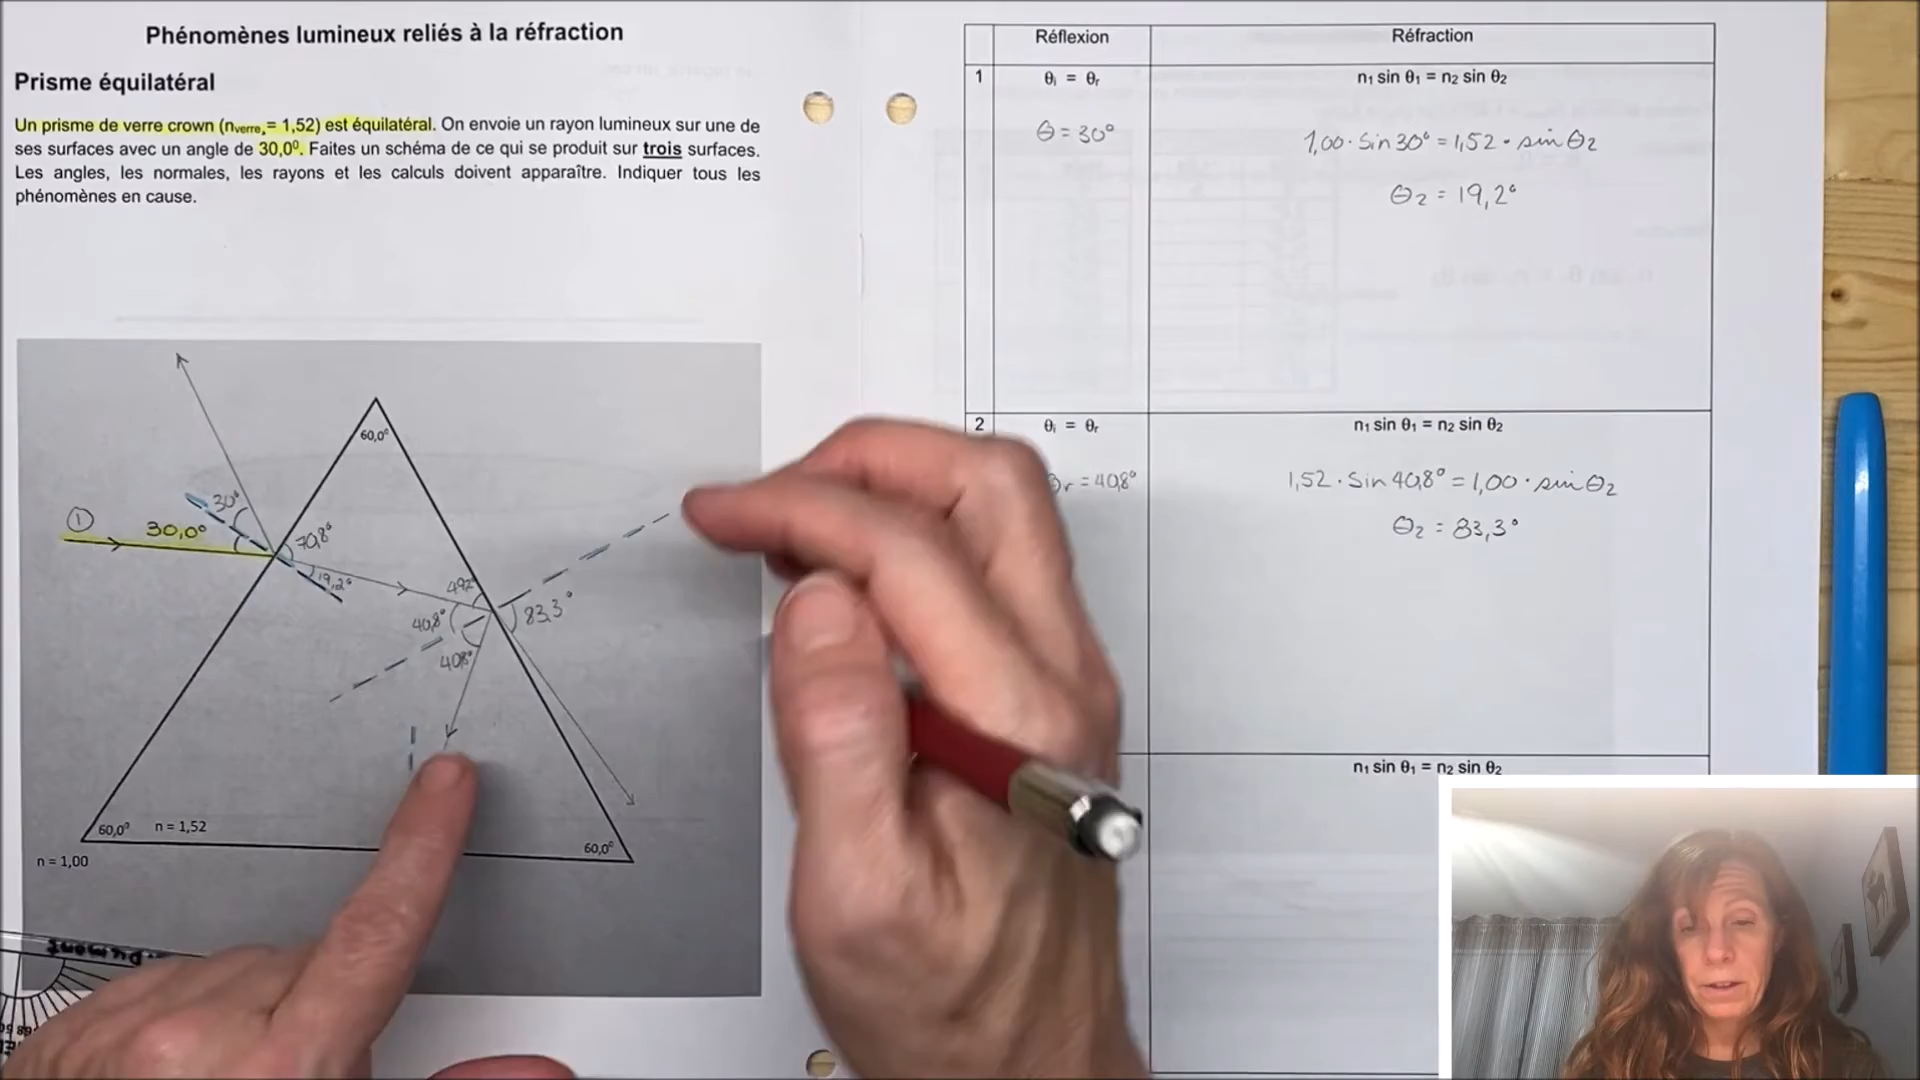 Phénomènes lumineux reliés à la réfraction
Prisme équilatéral
Un prisme de verre crown (nverre = 1,52) est équilatéral. On envoie un rayon lumineux sur une de
ses surfaces avec un angle de 30,0⁰. Faites un schéma de ce qui se produit sur trois surfaces.
Les angles, les normales, les rayons et les calculs doivent apparaître. Indiquer tous les
phénomènes en cause.
60,0⁰
30°
1
30,0°
70,8°
19,2°
49,2
40,8°
83,3°
40,8°
60,0⁰
n = 1,52
60,0⁰
n = 1,00
Dumont
Réflexion
Réfraction
1
θi = θr
n1 sin θ1 = n2 sin θ2
θ = 30°
1,00 · sin 30° = 1,52 · sin θ2
θ2 = 19,2°
2
θi = θr
n1 sin θ1 = n2 sin θ2
r = 40,8°
1,52 · sin 40,8° = 1,00 · sin θ2
θ2 = 83,3°
n1 sin θ1 = n2 sin θ2